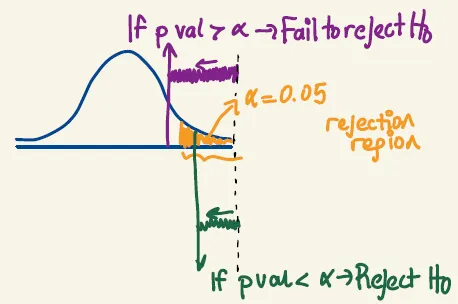 If p val > α → Fail to reject H0
α = 0.05
rejection
region
If p val < α → Reject H0